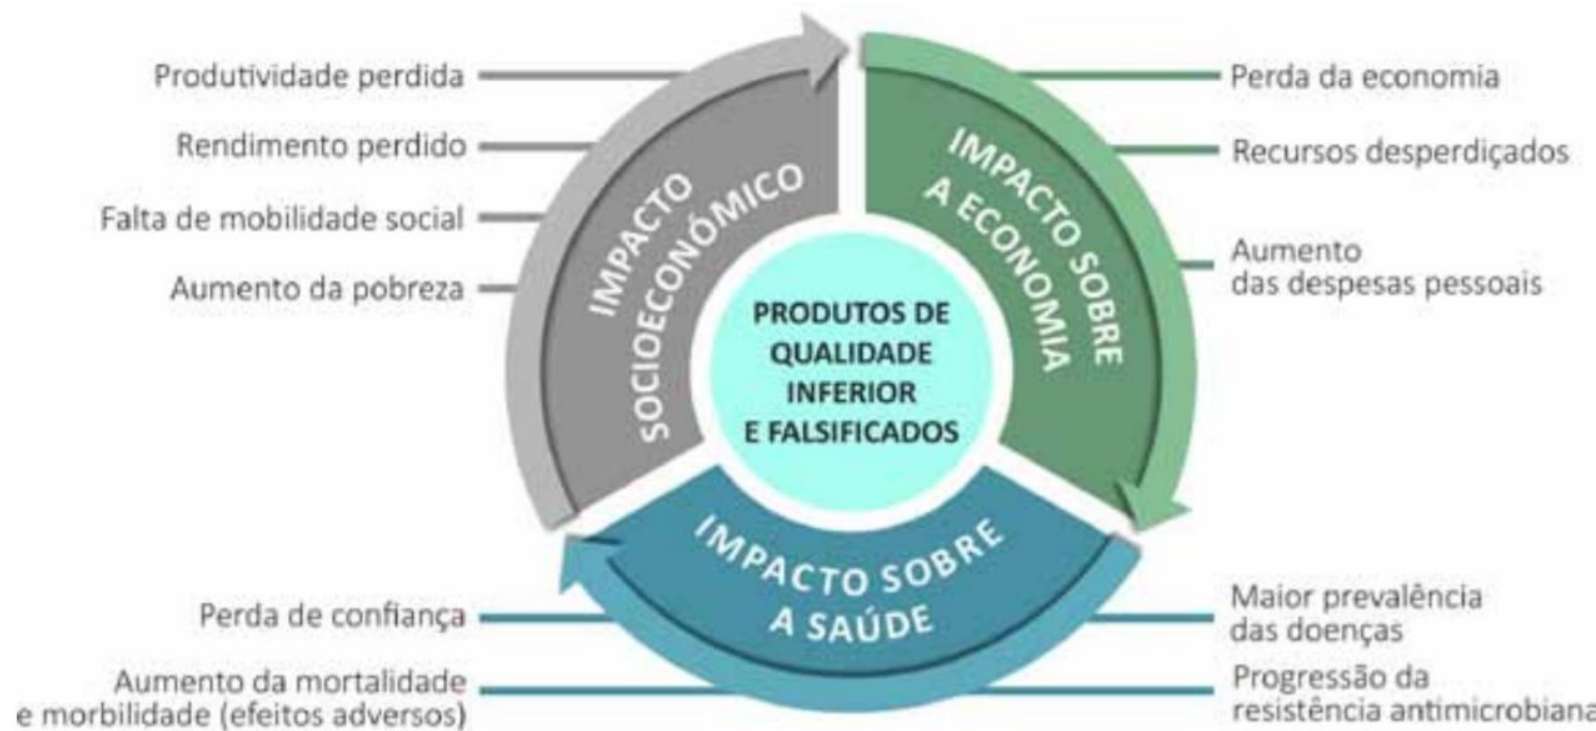 Produtividade perdida
Rendimento perdido
Falta de mobilidade social
Aumento da pobreza
IMPACTO
SOCIOECONÓMICO
IMPACTO SOBRE
A ECONOMIA
Perda da economia
Recursos desperdiçados
Aumento
das despesas pessoais
PRODUTOS DE
QUALIDADE
INFERIOR
E FALSIFICADOS
IMPACTO SOBRE
A SAÚDE
Perda de confiança
Aumento da mortalidade
e morbilidade (efeitos adversos)
Maior prevalência
das doenças
Progressão da
resistência antimicrobiana